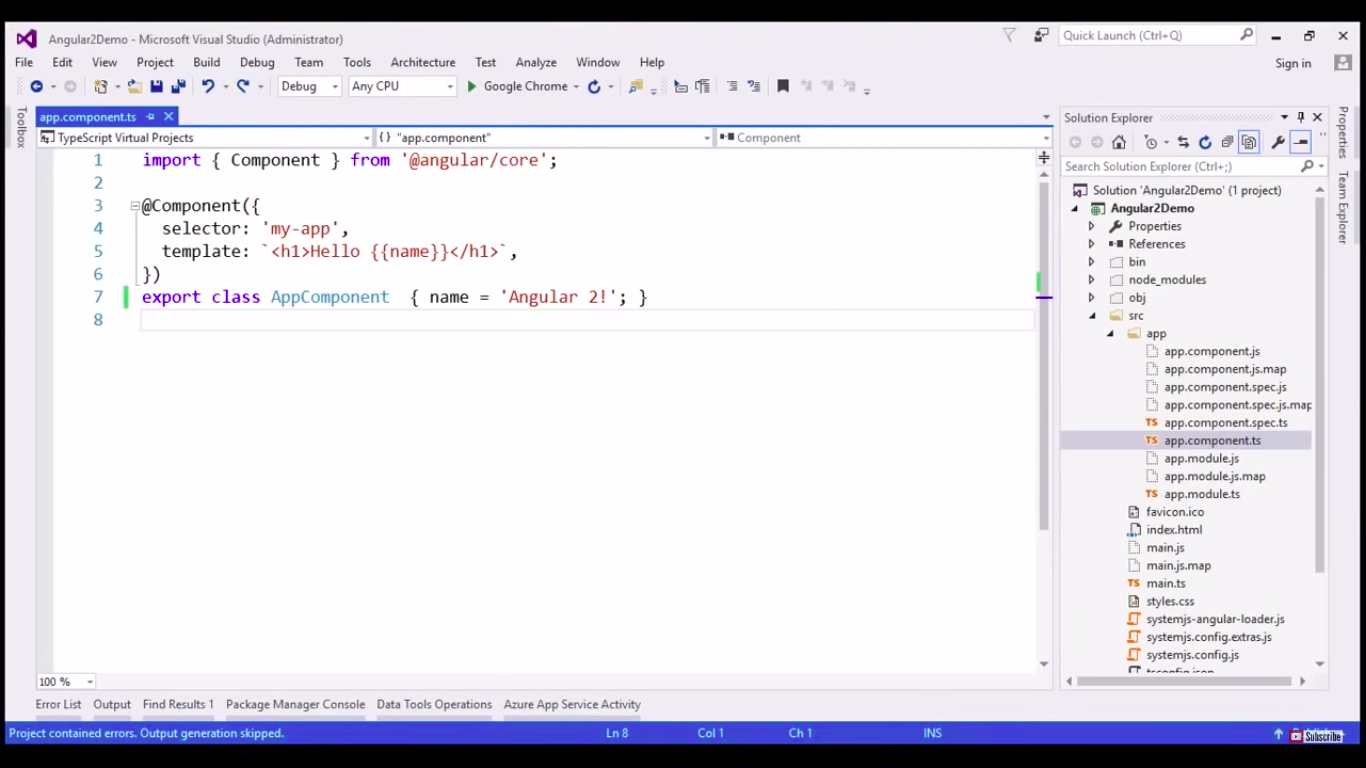 Angular2Demo - Microsoft Visual Studio (Administrator)
Quick Launch (Ctrl+Q)
File Edit View Project Build Debug Team Tools Architecture Test Analyze Window Help
Sign in
Debug Any CPU Google Chrome
Toolbox
app.component.ts
TypeScript Virtual Projects {} "app.component" Component
1 import { Component } from '@angular/core';
2
3 @Component({
4 selector: 'my-app',
5 template: `<h1>Hello {{name}}</h1>`,
6 })
7 export class AppComponent { name = 'Angular 2!'; }
8
100 %
Solution Explorer
Search Solution Explorer (Ctrl+;)
Solution 'Angular2Demo' (1 project)
Angular2Demo
Properties
References
bin
node_modules
obj
src
app
app.component.js
app.component.js.map
app.component.spec.js
app.component.spec.js.map
TS app.component.spec.ts
TS app.component.ts
app.module.js
app.module.js.map
TS app.module.ts
favicon.ico
index.html
main.js
main.js.map
TS main.ts
styles.css
systemjs-angular-loader.js
systemjs.config.extras.js
systemjs.config.js
tsconfig.json
Properties
Team Explorer
Error List Output Find Results 1 Package Manager Console Data Tools Operations Azure App Service Activity
Project contained errors. Output generation skipped. Ln 8 Col 1 Ch 1 INS
Subscribe